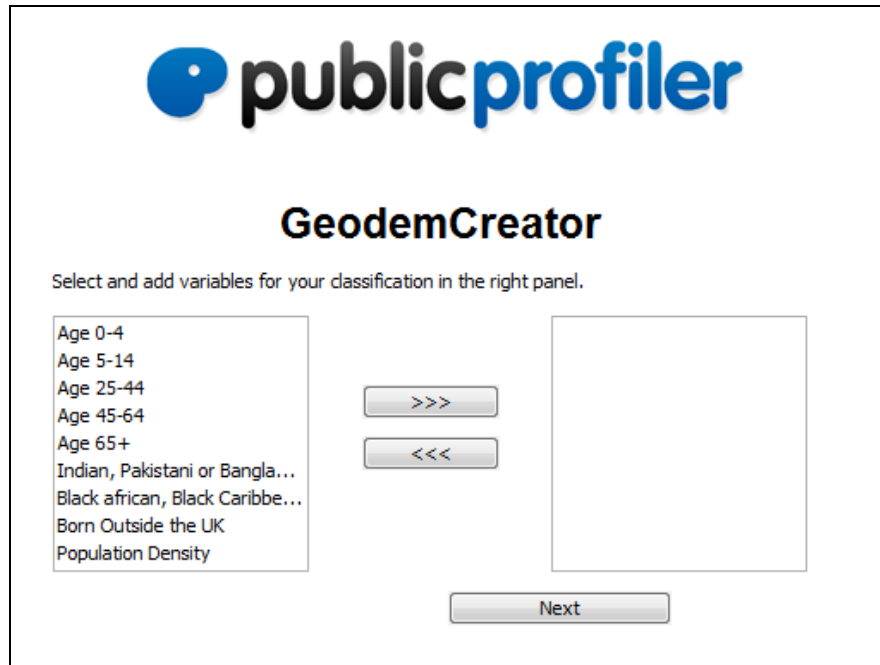 publicprofiler
GeodemCreator
Select and add variables for your classification in the right panel.
Age 0-4
Age 5-14
Age 25-44
Age 45-64
Age 65+
Indian, Pakistani or Bangla...
Black african, Black Caribbe...
Born Outside the UK
Population Density
>>>
<<<
Next